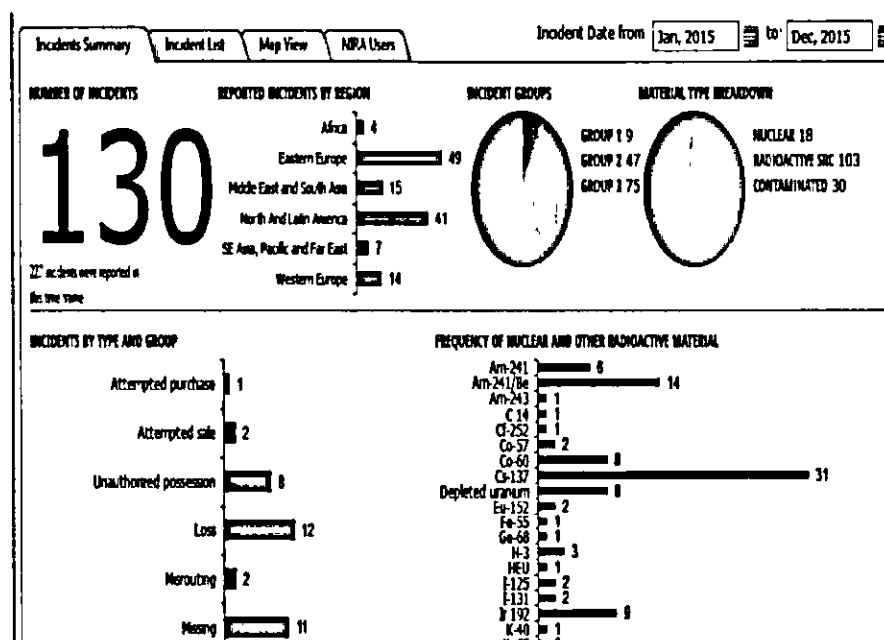 Incidents Summary
Incident List
Map View
NIRA Users
Incident Date from Jan, 2015 to: Dec, 2015
NUMBER OF INCIDENTS
130
incidents were reported in
this time
REPORTED INCIDENTS BY REGION
Africa 4
Eastern Europe 49
Middle East and South Asia 15
North And Latin America 41
SE Asia, Pacific and Far East 7
Western Europe 14
INCIDENT GROUPS
GROUP 1 9
GROUP 2 47
GROUP 3 75
MATERIAL TYPE BREAKDOWN
NUCLEAR 18
RADIOACTIVE SRC 103
CONTAMINATED 30
INCIDENTS BY TYPE AND GROUP
Attempted purchase 1
Attempted sale 2
Unauthorized possession 8
Loss 12
Misrouting 2
Missing 11
FREQUENCY OF NUCLEAR AND OTHER RADIOACTIVE MATERIAL
Am-241 6
Am-241/Be 14
Am-243 1
C 14 1
Cf-252 1
Co-57 2
Co-60 8
Cs-137 31
Depleted uranium 8
Eu-152 2
Fe-55 1
Ge-68 1
H-3 3
HEU 1
I-125 2
I-131 2
Ir 192 9
K-40 1